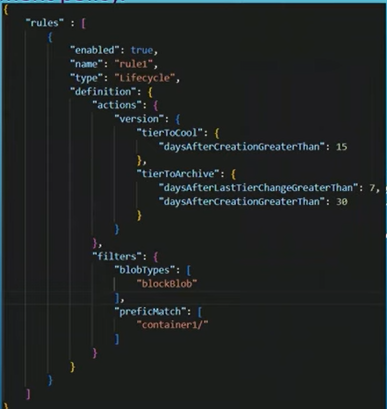 {
"rules" : [
{
"enabled": true,
"name": "rule1",
"type": "Lifecycle",
"definition": {
"actions": {
"version": {
"tierToCool": {
"daysAfterCreationGreaterThan": 15
},
"tierToArchive": {
"daysAfterLastTierChangeGreaterThan": 7,
"daysAfterCreationGreaterThan": 30
}
}
},
"filters": {
"blobTypes": [
"blockBlob"
],
"preficMatch": [
"container1/"
]
}
}
}
]
}